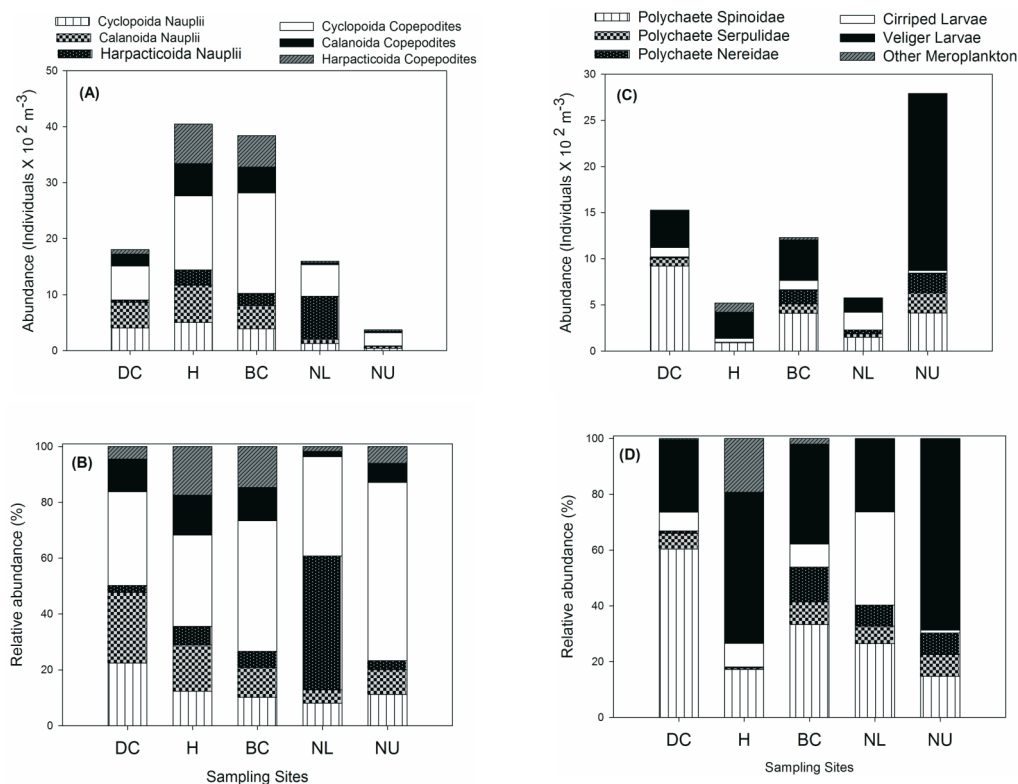 Cyclopoida Nauplii
Calanoida Nauplii
Harpacticoida Nauplii
Cyclopoida Copepodites
Calanoida Copepodites
Harpacticoida Copepodites
(A)
Abundance (Individuals X 10 2 m-3)
50
40
30
20
10
0
DC H BC NL NU
Polychaete Spinoidae
Polychaete Serpulidae
Polychaete Nereidae
Cirriped Larvae
Veliger Larvae
Other Meroplankton
(C)
Abundance (Individuals X 10 2 m-3)
30
25
20
15
10
5
0
DC H BC NL NU
(B)
Relative abundance (%)
100
80
60
40
20
0
DC H BC NL NU
Sampling Sites
(D)
Relative abundance (%)
100
80
60
40
20
0
DC H BC NL NU
Sampling Sites